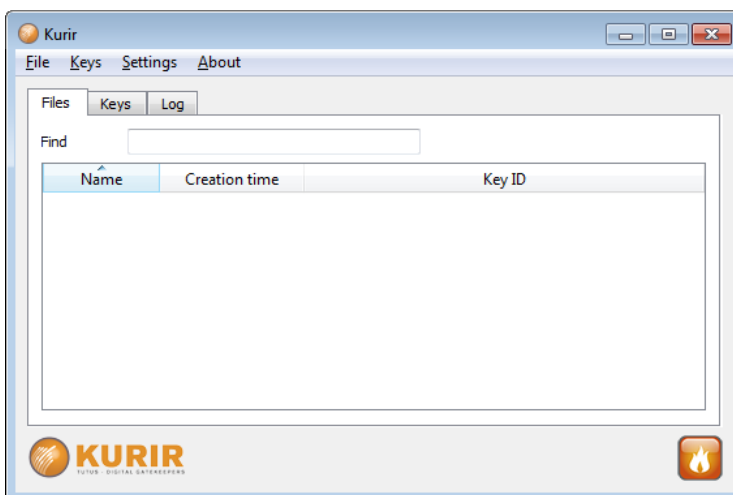 Kurir
File Keys Settings About
Files Keys Log
Find
Name Creation time Key ID
KURIR
TUTUS - DIGITAL GATEKEEPERS